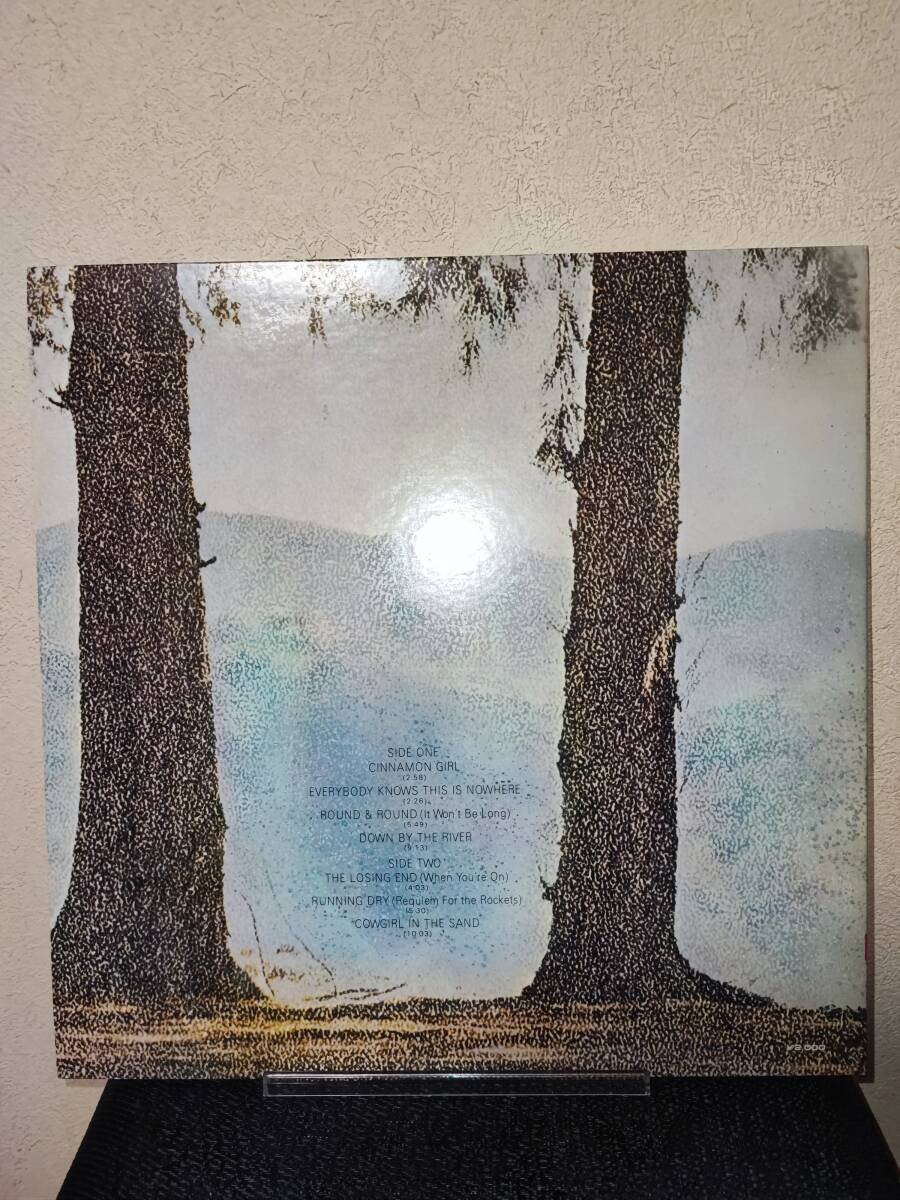 SIDE ONE
CINNAMON GIRL
(2:58)
EVERYBODY KNOWS THIS IS NOWHERE
(2:26)
ROUND & ROUND (It Won't Be Long)
(5:49)
DOWN BY THE RIVER
(9:13)
SIDE TWO
THE LOSING END (When You're On)
(4:03)
RUNNING DRY (Requiem For the Rockets)
(5:30)
COWGIRL IN THE SAND
(10:03)
¥2,000